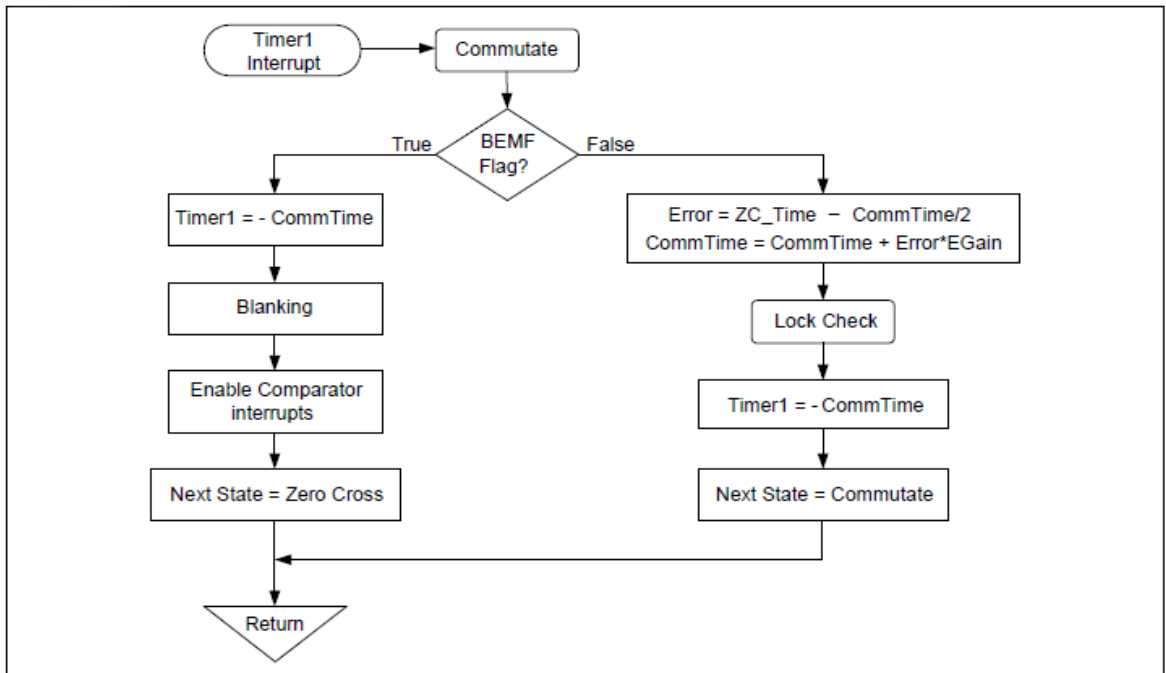 Timer1
Interrupt
Commutate
BEMF
Flag?
True
False
Timer1 = - CommTime
Blanking
Enable Comparator
interrupts
Next State = Zero Cross
Error = ZC_Time − CommTime/2
CommTime = CommTime + Error*EGain
Lock Check
Timer1 = - CommTime
Next State = Commutate
Return